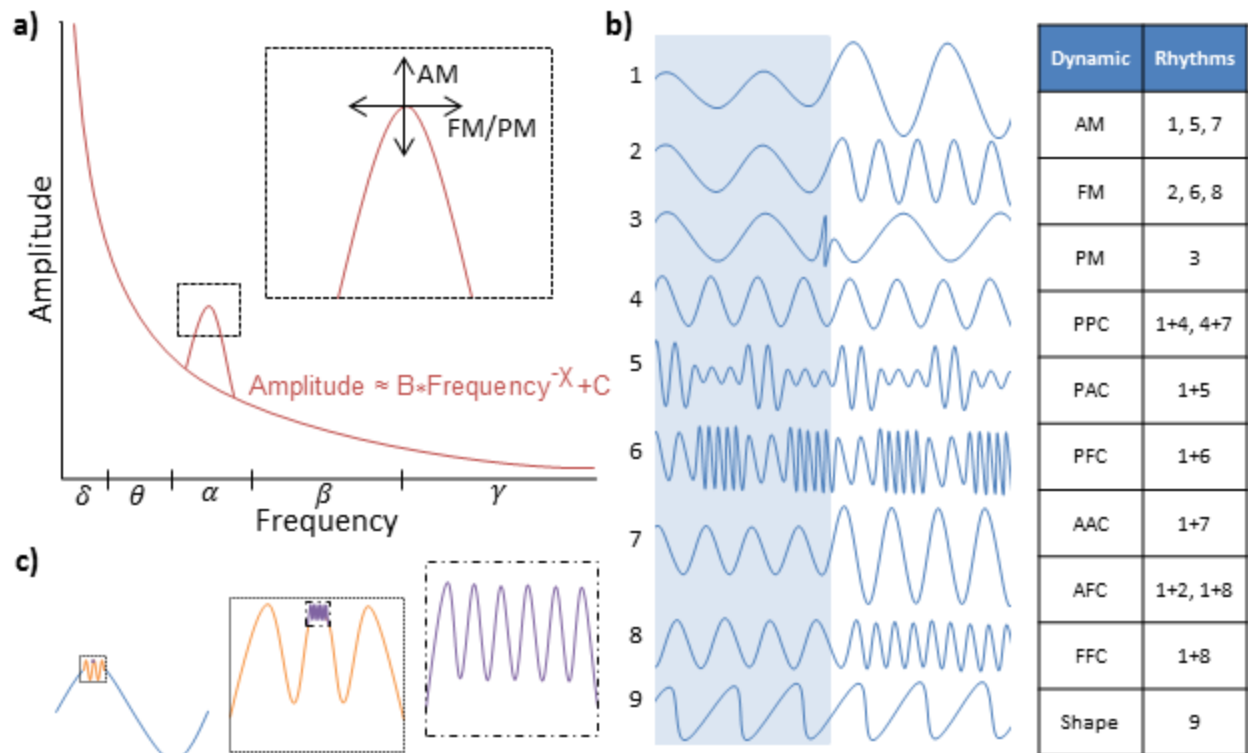 a)
Amplitude
AM
FM/PM
Amplitude ≈ B*Frequency^-X +C
δ θ α β γ
Frequency
b)
1
2
3
4
5
6
7
8
9
Dynamic Rhythms
AM 1, 5, 7
FM 2, 6, 8
PM 3
PPC 1+4, 4+7
PAC 1+5
PFC 1+6
AAC 1+7
AFC 1+2, 1+8
FFC 1+8
Shape 9
c)